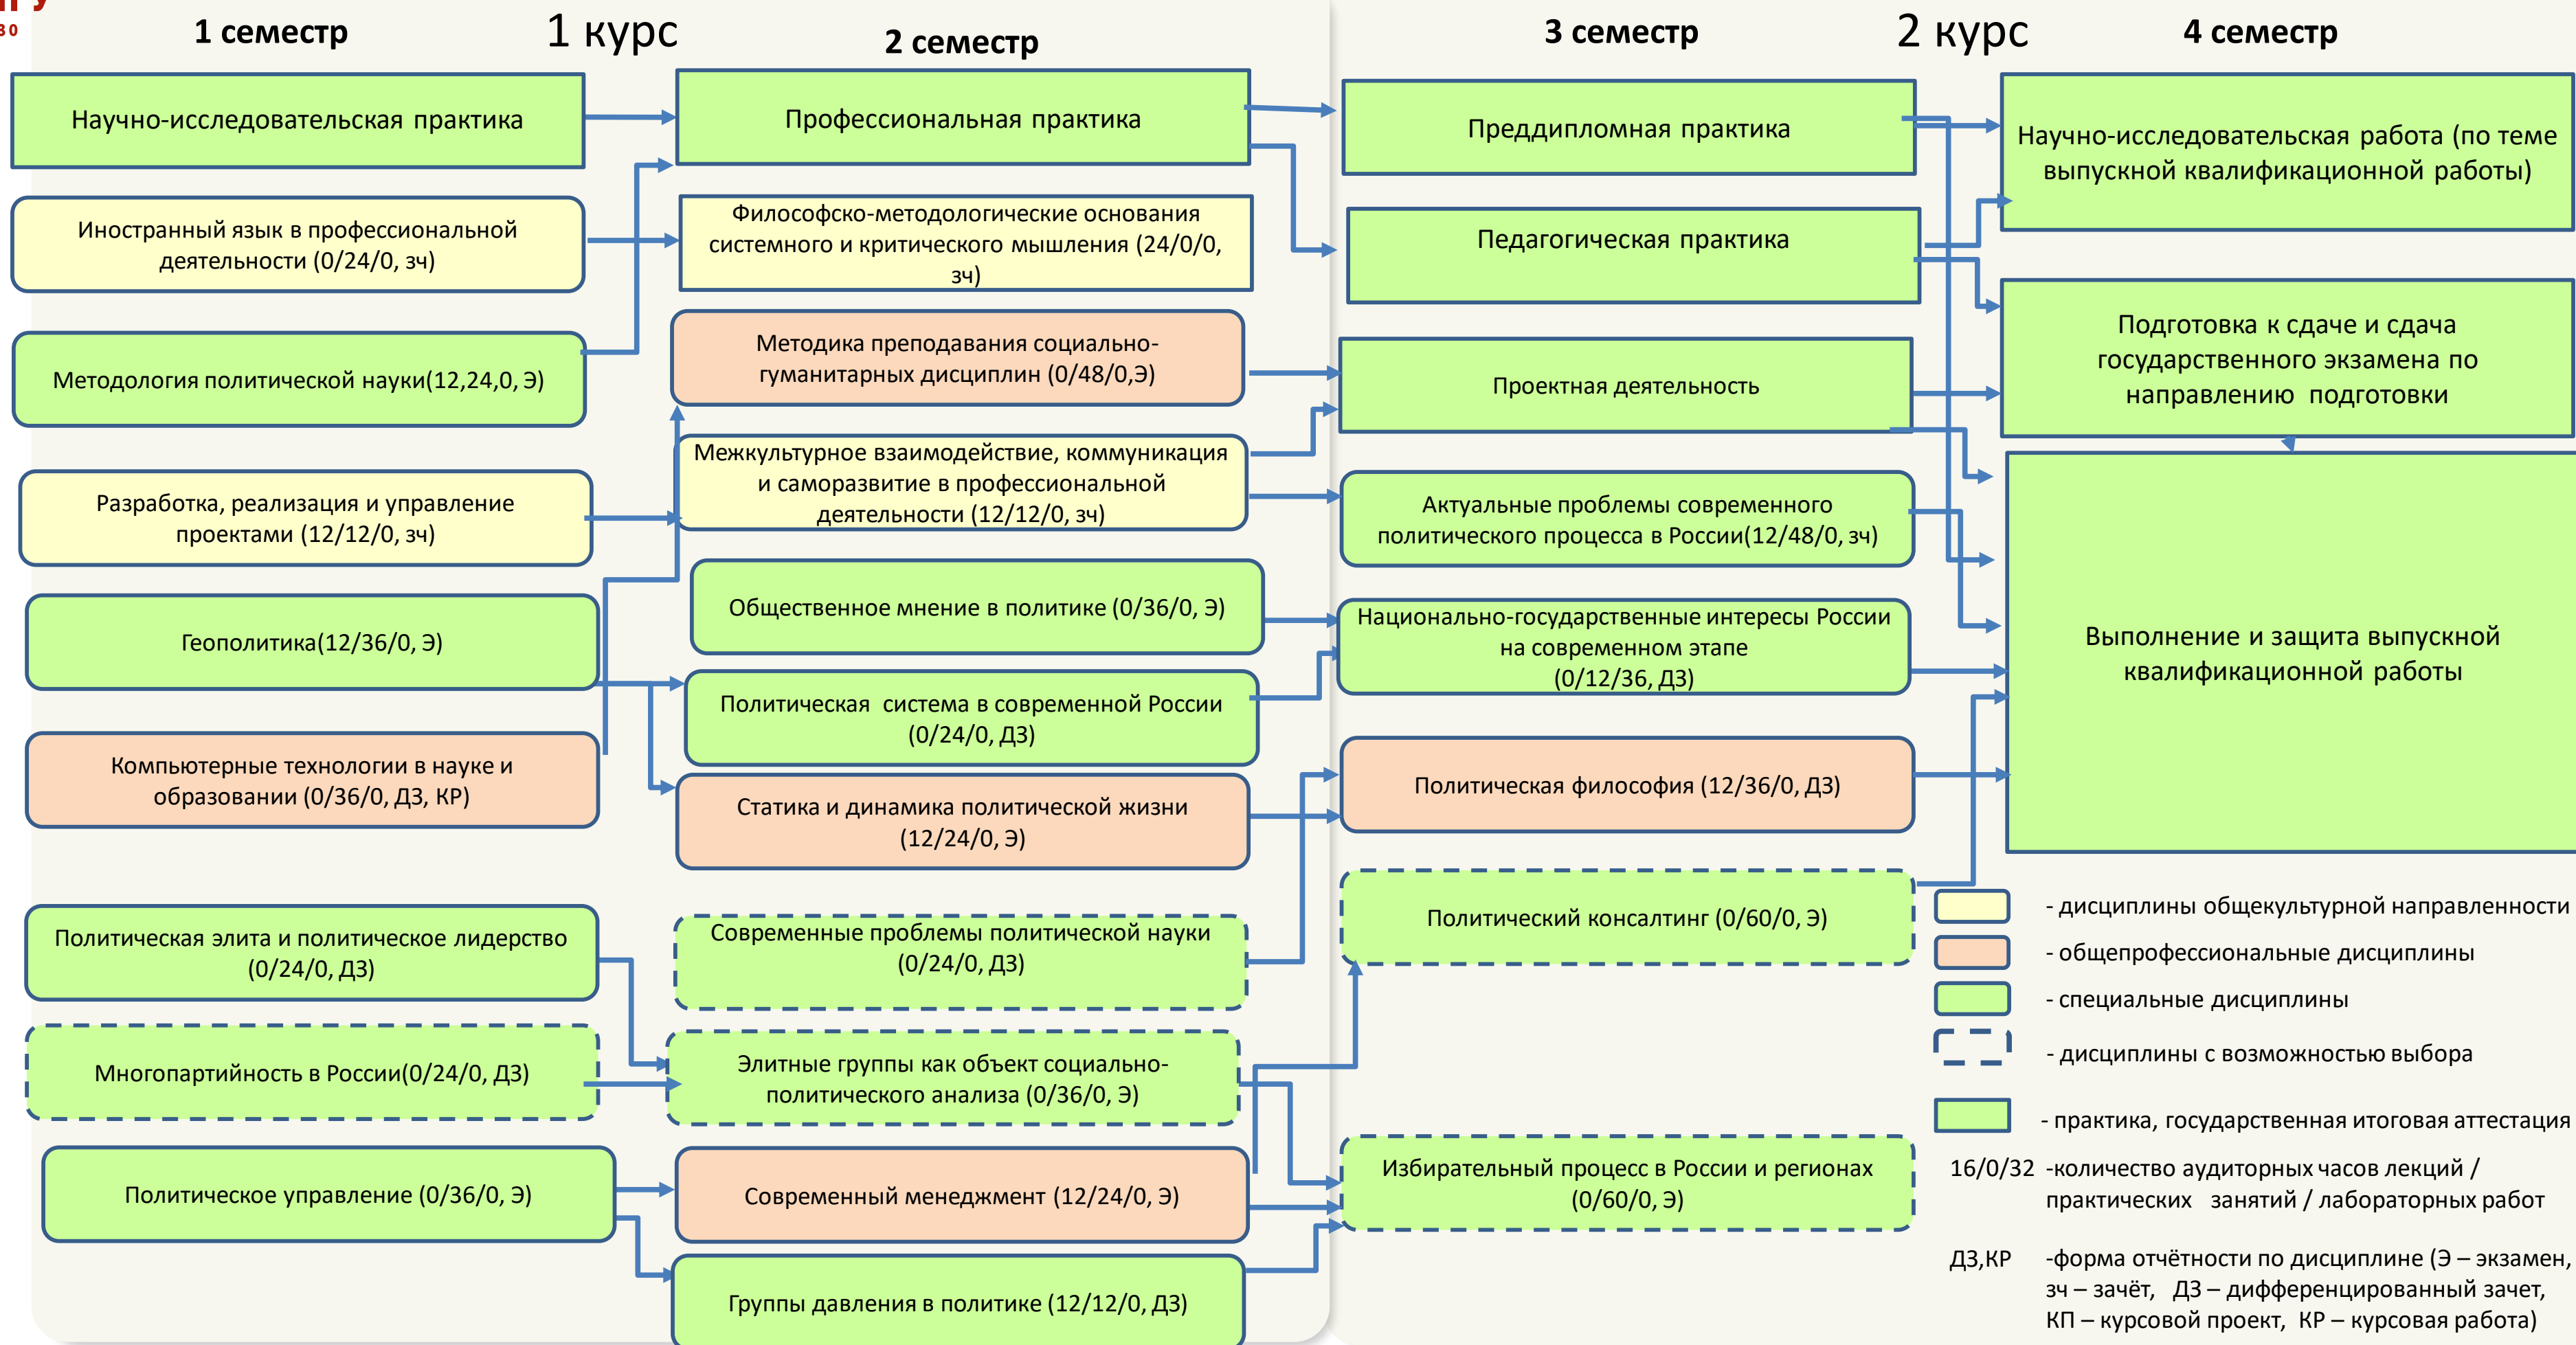 1 семестр
1 курс
2 семестр
3 семестр
2 курс
4 семестр
Научно-исследовательская практика
Иностранный язык в профессиональной
деятельности (0/24/0, зч)
Методология политической науки(12,24,0, Э)
Разработка, реализация и управление
проектами (12/12/0, зч)
Геополитика(12/36/0, Э)
Компьютерные технологии в науке и
образовании (0/36/0, ДЗ, КР)
Политическая элита и политическое лидерство
(0/24/0, ДЗ)
Многопартийность в России(0/24/0, ДЗ)
Политическое управление (0/36/0, Э)
Профессиональная практика
Философско-методологические основания
системного и критического мышления (24/0/0,
зч)
Методика преподавания социально-
гуманитарных дисциплин (0/48/0,Э)
Межкультурное взаимодействие, коммуникация
и саморазвитие в профессиональной
деятельности (12/12/0, зч)
Общественное мнение в политике (0/36/0, Э)
Политическая система в современной России
(0/24/0, ДЗ)
Статика и динамика политической жизни
(12/24/0, Э)
Современные проблемы политической науки
(0/24/0, ДЗ)
Элитные группы как объект социально-
политического анализа (0/36/0, Э)
Современный менеджмент (12/24/0, Э)
Группы давления в политике (12/12/0, ДЗ)
Преддипломная практика
Педагогическая практика
Проектная деятельность
Актуальные проблемы современного
политического процесса в России(12/48/0, зч)
Национально-государственные интересы России
на современном этапе
(0/12/36, ДЗ)
Политическая философия (12/36/0, ДЗ)
Политический консалтинг (0/60/0, Э)
Избирательный процесс в России и регионах
(0/60/0, Э)
Научно-исследовательская работа (по теме
выпускной квалификационной работы)
Подготовка к сдаче и сдача
государственного экзамена по
направлению подготовки
Выполнение и защита выпускной
квалификационной работы
- дисциплины общекультурной направленности
- общепрофессиональные дисциплины
- специальные дисциплины
- дисциплины с возможностью выбора
- практика, государственная итоговая аттестация
16/0/32 -количество аудиторных часов лекций /
практических занятий / лабораторных работ
ДЗ,КР -форма отчётности по дисциплине (Э – экзамен,
зч – зачёт, ДЗ – дифференцированный зачет,
КП – курсовой проект, КР – курсовая работа)